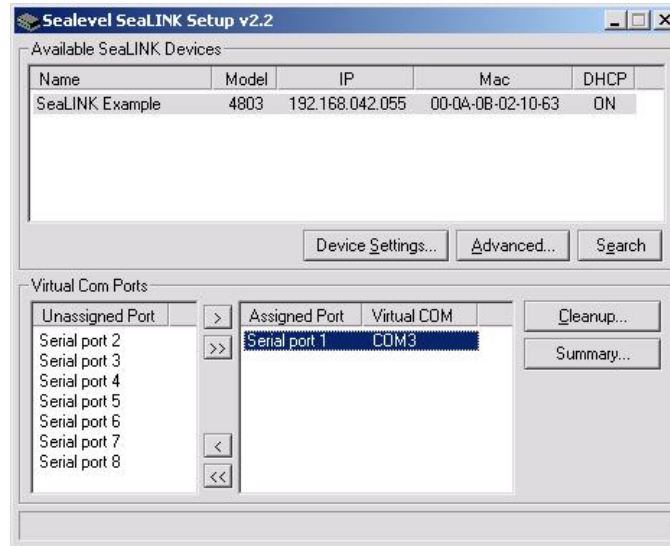 Sealevel SeaLINK Setup v2.2
Available SeaLINK Devices
Name Model IP Mac DHCP
SeaLINK Example 4803 192.168.042.055 00-0A-0B-02-10-63 ON
Device Settings... Advanced... Search
Virtual Com Ports
Unassigned Port > Assigned Port Virtual COM Cleanup...
Serial port 2 Serial port 1 COM3
>> Summary...
Serial port 3
Serial port 4
Serial port 5
Serial port 6
Serial port 7 <
Serial port 8
<<